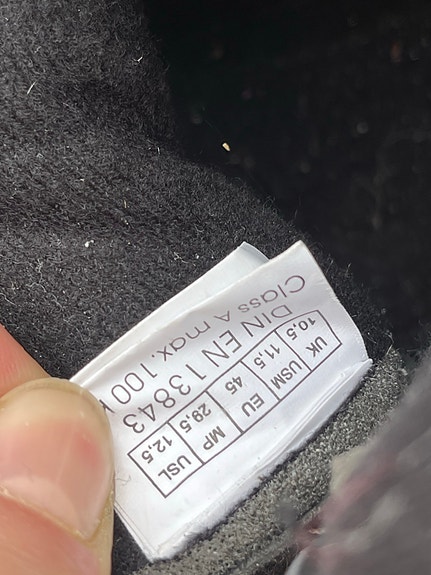 UK USM EU MP USL
10,5 11,5 45 29,5 12,5
DIN EN 13843
Class A max.100